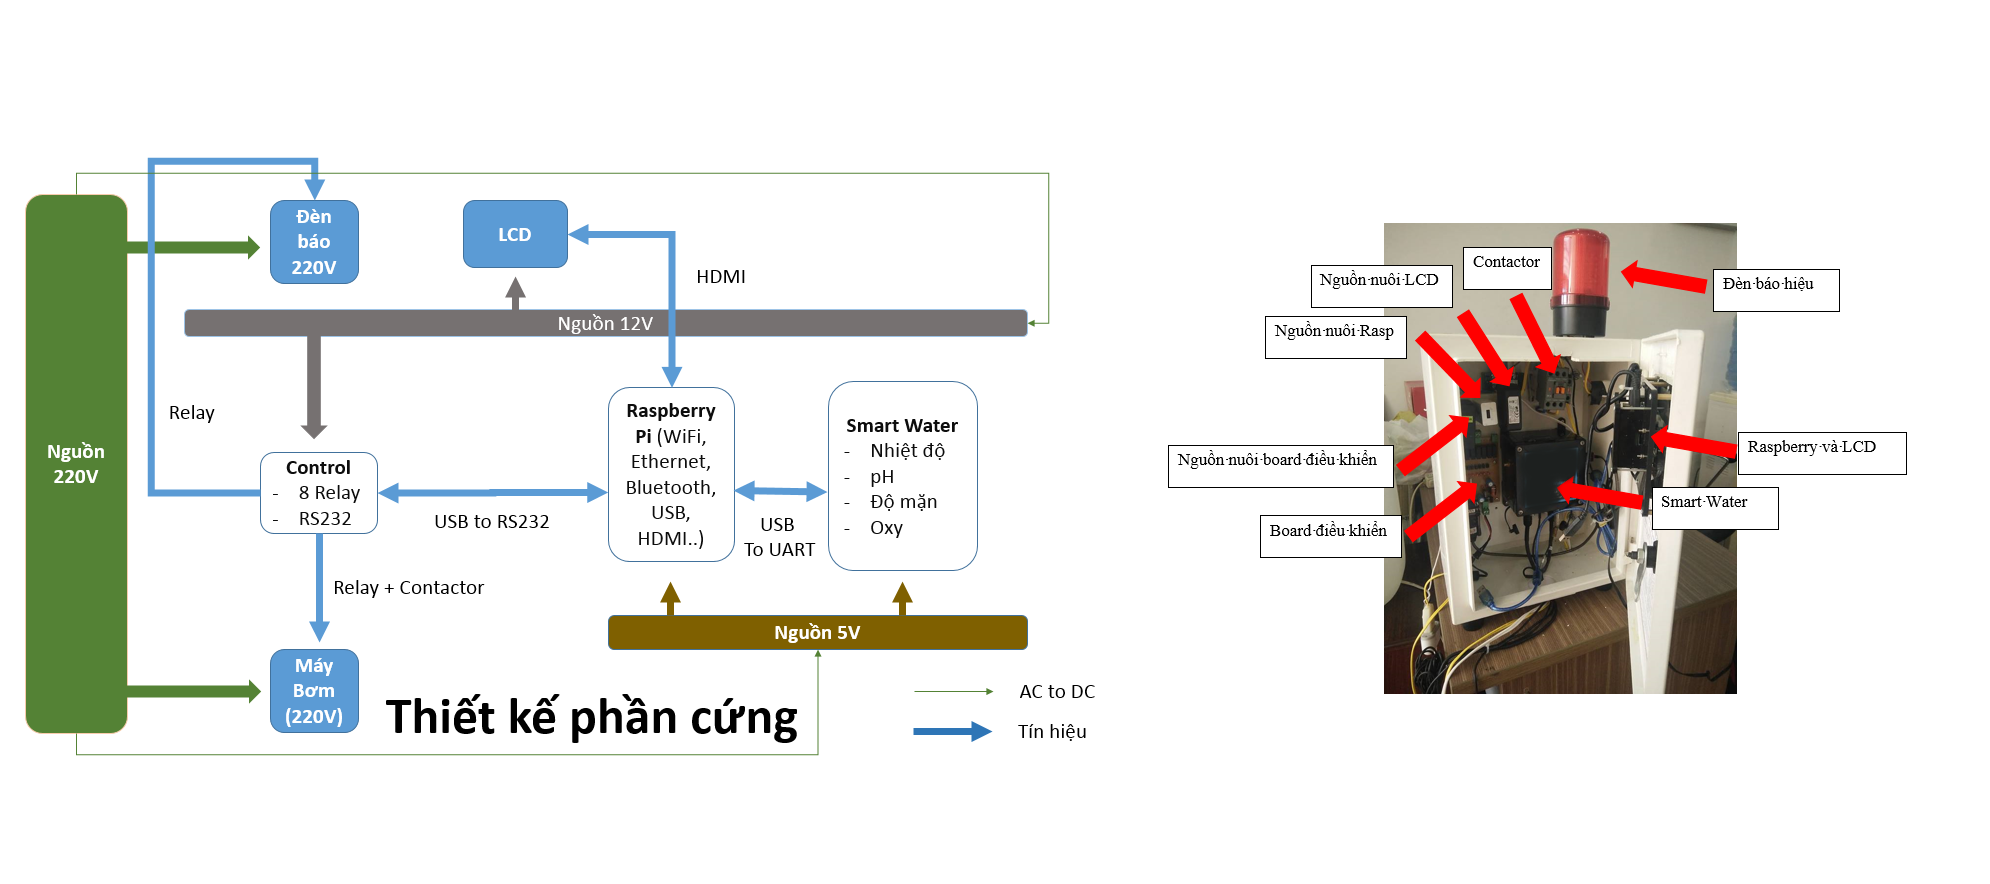 Nguồn
220V
Đèn
báo
220V
LCD
HDMI
Nguồn 12V
Relay
Control
- 8 Relay
- RS232
USB to RS232
Raspberry
Pi (WiFi,
Ethernet,
Bluetooth,
USB,
HDMI..)
USB
To UART
Smart Water
- Nhiệt độ
- pH
- Độ mặn
- Oxy
Relay + Contactor
Nguồn 5V
Máy
Bơm
(220V)
Thiết kế phần cứng
AC to DC
Tín hiệu
Contactor
Nguồn·nuôi·LCD
Đèn·báo·hiệu
Nguồn·nuôi·Rasp
Nguồn·nuôi·board·điều·khiển
Raspberry·và·LCD
Smart·Water
Board·điều·khiển